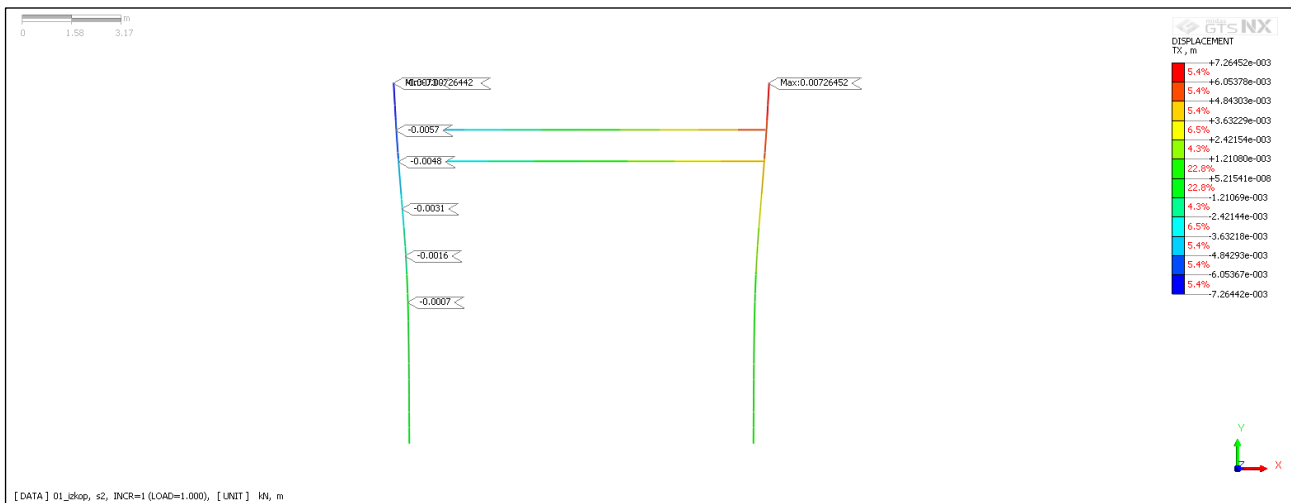 m
0 1.58 3.17
midas
GTS NX
DISPLACEMENT
TX , m
+7.26452e-003
5.4%
+6.05378e-003
5.4%
+4.84303e-003
5.4%
+3.63229e-003
6.5%
+2.42154e-003
4.3%
+1.21080e-003
22.8%
+5.21541e-008
22.8%
-1.21069e-003
4.3%
-2.42144e-003
6.5%
-3.63218e-003
5.4%
-4.84293e-003
5.4%
-6.05367e-003
5.4%
-7.26442e-003
Max:0.00726452
-0.0057
-0.0048
-0.0031
-0.0016
-0.0007
Y
Z
X
[ DATA ] 01_izkop, s2, INCR=1 (LOAD=1.000), [ UNIT ] kN, m